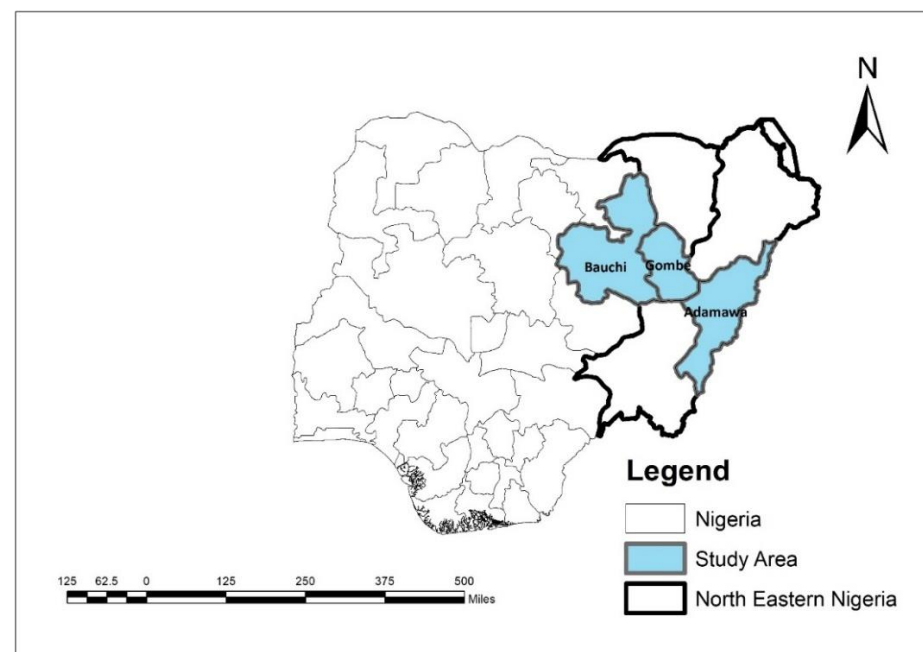 N
Bauchi
Gombe
Adamawa
Legend
Nigeria
Study Area
North Eastern Nigeria
125 62.5 0 125 250 375 500
Miles